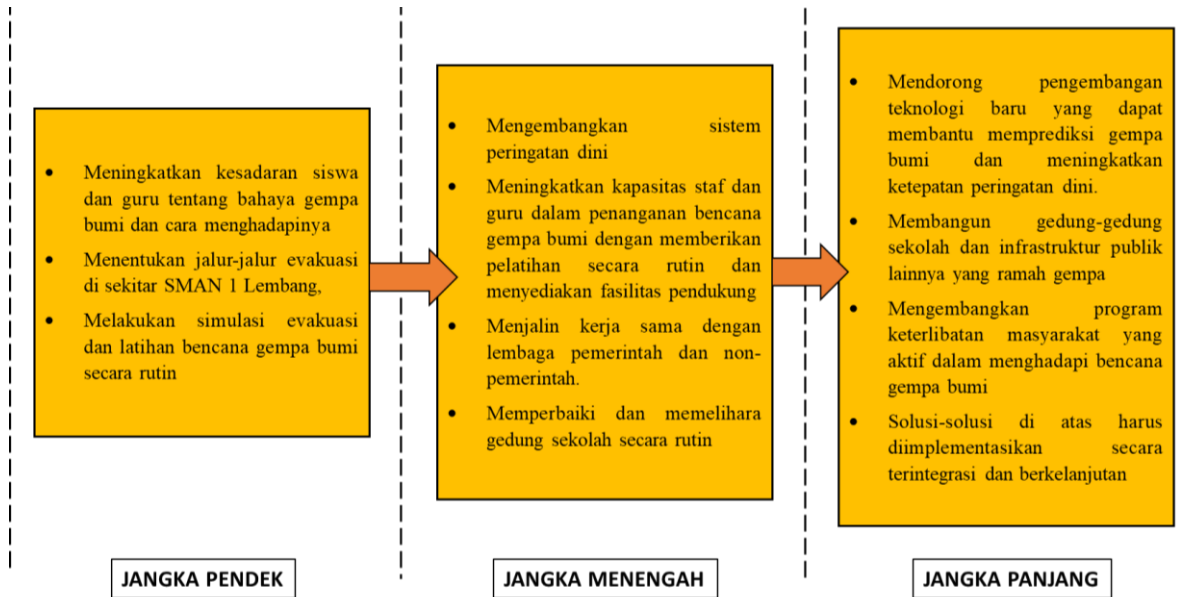 • Meningkatkan kesadaran siswa
dan guru tentang bahaya gempa
bumi dan cara menghadapinya
• Menentukan jalur-jalur evakuasi
di sekitar SMAN 1 Lembang,
• Melakukan simulasi evakuasi
dan latihan bencana gempa bumi
secara rutin
JANGKA PENDEK
• Mengembangkan sistem
peringatan dini
• Meningkatkan kapasitas staf dan
guru dalam penanganan bencana
gempa bumi dengan memberikan
pelatihan secara rutin dan
menyediakan fasilitas pendukung
• Menjalin kerja sama dengan
lembaga pemerintah dan non-
pemerintah.
• Memperbaiki dan memelihara
gedung sekolah secara rutin
JANGKA MENENGAH
• Mendorong pengembangan
teknologi baru yang dapat
membantu memprediksi gempa
bumi dan meningkatkan
ketepatan peringatan dini.
• Membangun gedung-gedung
sekolah dan infrastruktur publik
lainnya yang ramah gempa
• Mengembangkan program
keterlibatan masyarakat yang
aktif dalam menghadapi bencana
gempa bumi
• Solusi-solusi di atas harus
diimplementasikan secara
terintegrasi dan berkelanjutan
JANGKA PANJANG